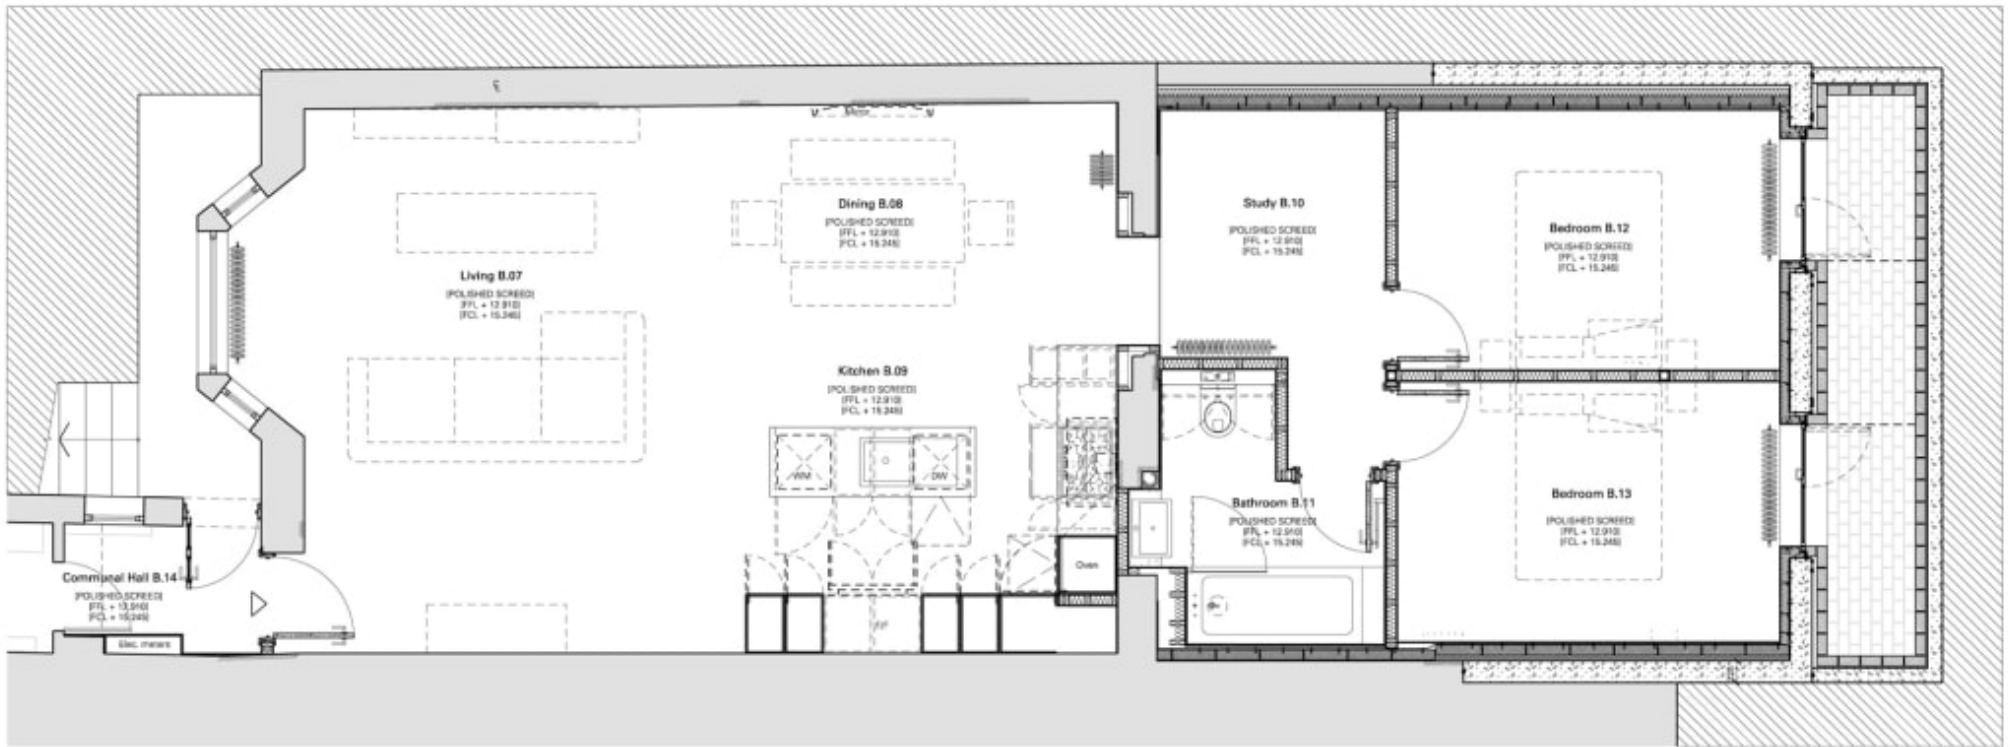 Mirror
Dining B.08
[POLISHED SCREED]
[FFL + 12.910]
[FCL + 15.245]
Study B.10
[POLISHED SCREED]
[FFL + 12.910]
[FCL + 15.245]
Bedroom B.12
[POLISHED SCREED]
[FFL + 12.910]
[FCL + 15.245]
Living B.07
[POLISHED SCREED]
[FFL + 12.910]
[FCL + 15.245]
Kitchen B.09
[POLISHED SCREED]
[FFL + 12.910]
[FCL + 15.245]
WM
DW
Bathroom B.11
[POLISHED SCREED]
[FFL + 12.910]
[FCL + 15.245]
Bedroom B.13
[POLISHED SCREED]
[FFL + 12.910]
[FCL + 15.245]
Oven
Communal Hall B.14
[POLISHED SCREED]
[FFL + 12.910]
[FCL + 15.245]
Elec. meters